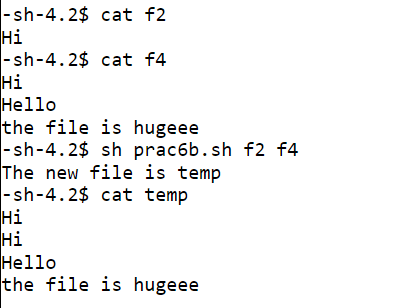 -sh-4.2$ cat f2
Hi
-sh-4.2$ cat f4
Hi
Hello
the file is hugeee
-sh-4.2$ sh prac6b.sh f2 f4
The new file is temp
-sh-4.2$ cat temp
Hi
Hi
Hello
the file is hugeee